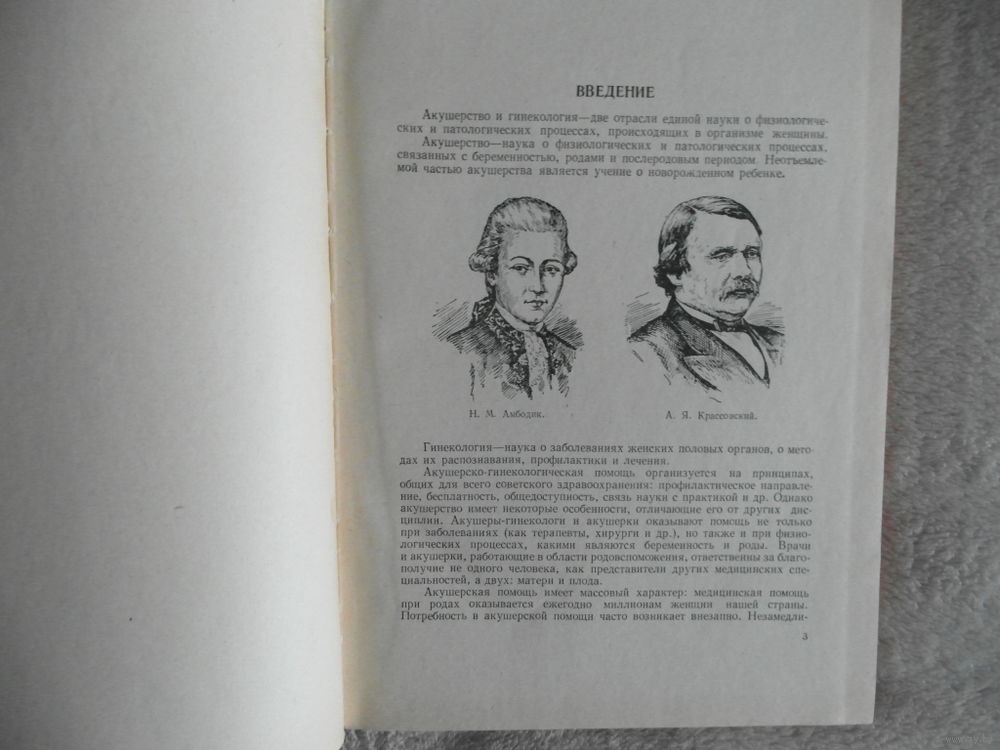 ВВЕДЕНИЕ
Акушерство и гинекология—две отрасли единой науки о физиологиче-
ских и патологических процессах, происходящих в организме женщины.
Акушерство—наука о физиологических и патологических процессах,
связанных с беременностью, родами и послеродовым периодом. Неотъемле-
мой частью акушерства является учение о новорожденном ребенке.
Н. М. Амбодик.
А. Я. Крассовский.
Гинекология—наука о заболеваниях женских половых органов, о мето-
дах их распознавания, профилактики и лечения.
Акушерско-гинекологическая помощь организуется на принципах,
общих для всего советского здравоохранения: профилактическое направле-
ние, бесплатность, общедоступность, связь науки с практикой и др. Однако
акушерство имеет некоторые особенности, отличающие его от других дис-
циплин. Акушеры-гинекологи и акушерки оказывают помощь не только
при заболеваниях (как терапевты, хирурги и др.), но также и при физио-
логических процессах, какими являются беременность и роды. Врачи
и акушерки, работающие в области родовспоможения, ответственны за благо-
получие не одного человека, как представители других медицинских спе-
циальностей, а двух: матери и плода.
Акушерская помощь имеет массовый характер: медицинская помощь
при родах оказывается ежегодно миллионам женщин нашей страны.
Потребность в акушерской помощи часто возникает внезапно. Незамедли-
3